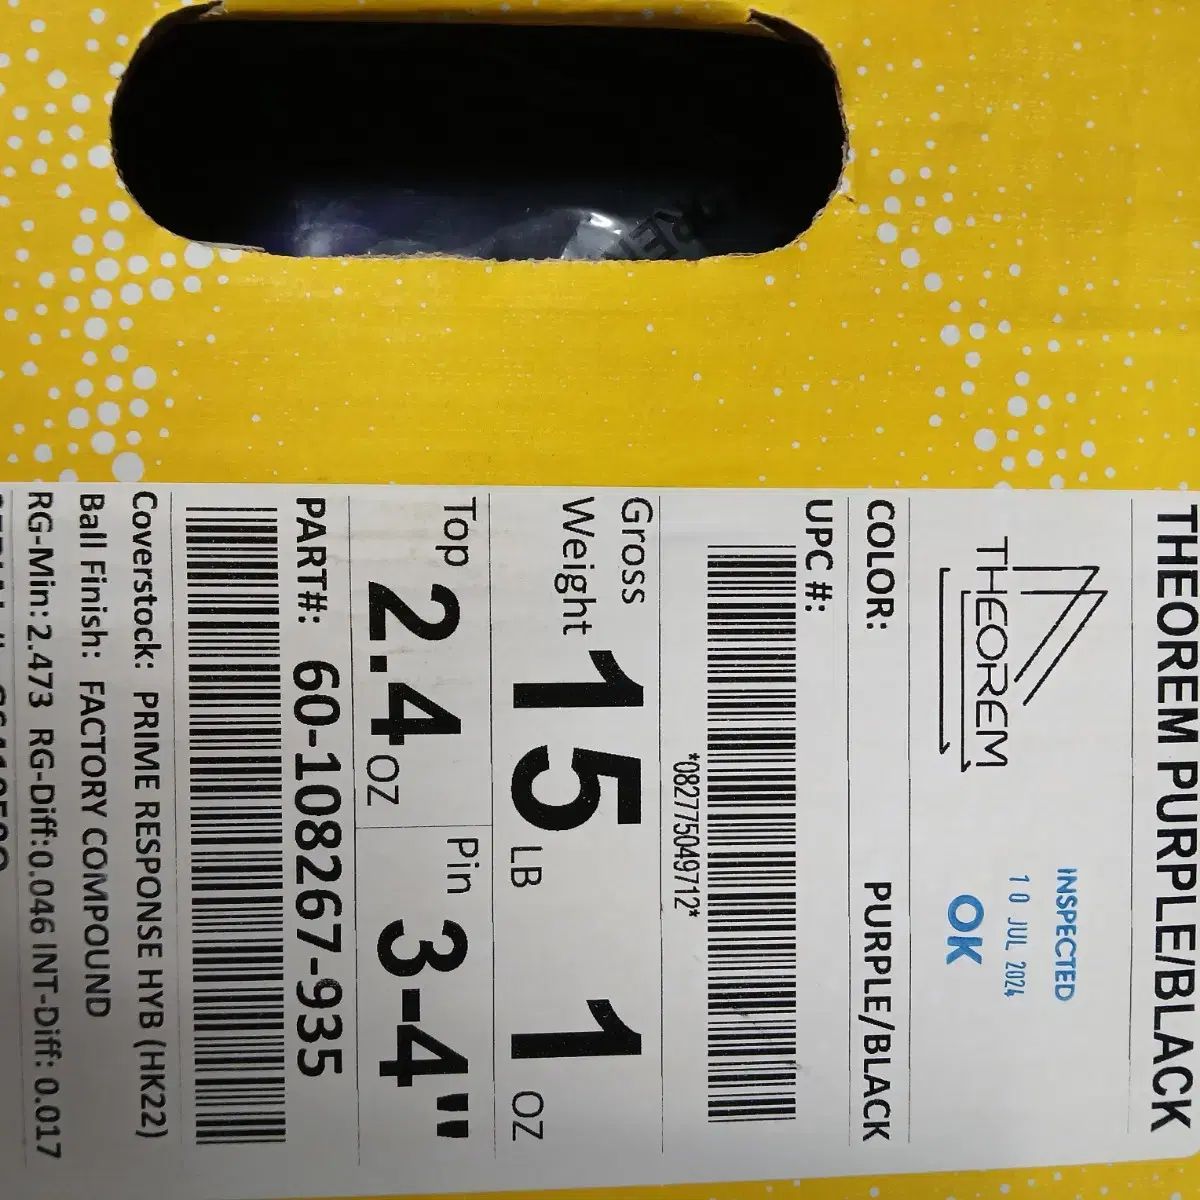 THEOREM PURPLE/BLACK
THEOREM
INSPECTED
10 JUL 2024
OK
COLOR: PURPLE/BLACK
UPC #:
*082775049712*
Gross Weight 15 LB 1 OZ
Top 2.4 OZ Pin 3-4"
PART#: 60-108267-935
Coverstock: PRIME RESPONSE HYB (HK22)
Ball Finish: FACTORY COMPOUND
RG-Min: 2.473 RG-Diff:0.046 INT-Diff: 0.017